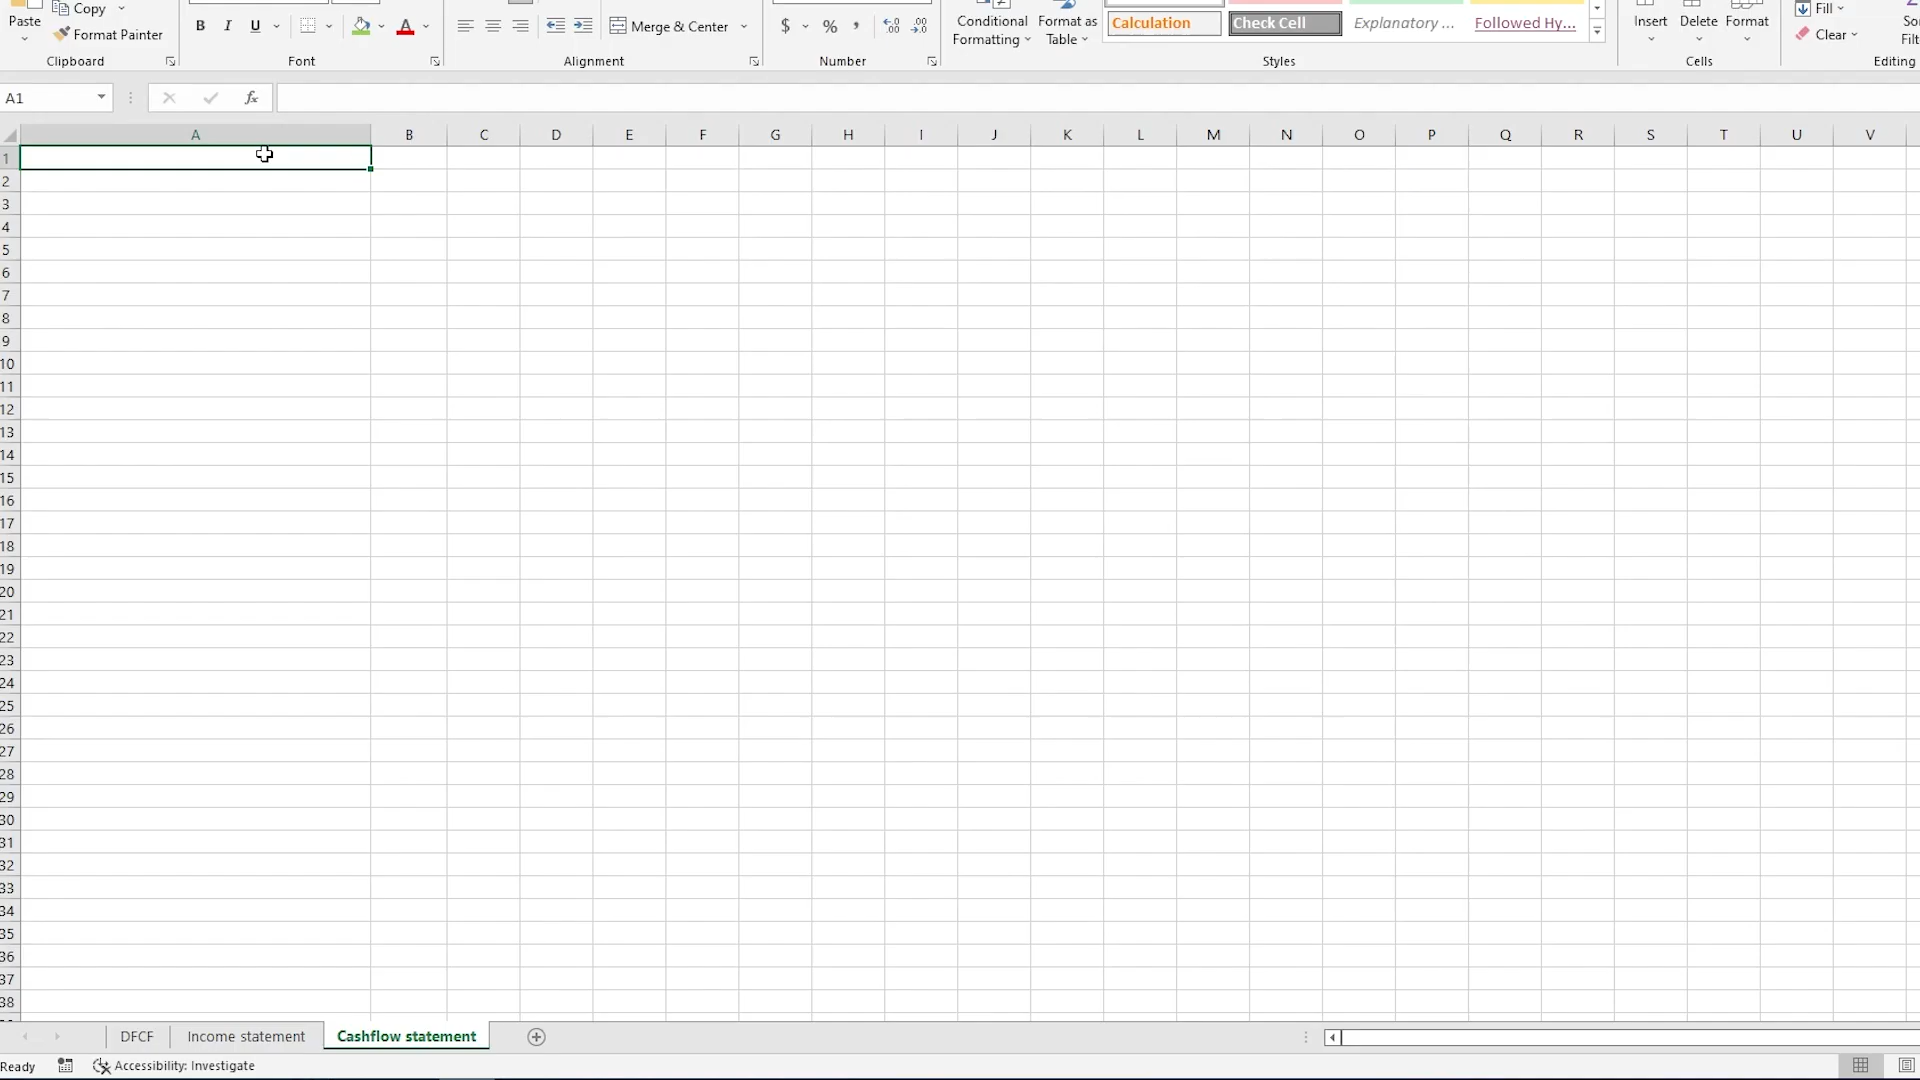 Copy
Fill
Paste
Format Painter
B I U A
Merge & Center
$ % ,
Conditional Formatting
Format as Table
Calculation
Check Cell
Explanatory ...
Followed Hy...
Insert
Delete
Format
Clear
Clipboard
Font
Alignment
Number
Styles
Cells
Editing
A1
fx
A B C D E F G H I J K L M N O P Q R S T U V
1
2
3
4
5
6
7
8
9
10
11
12
13
14
15
16
17
18
19
20
21
22
23
24
25
26
27
28
29
30
31
32
33
34
35
36
37
38
DFCF
Income statement
Cashflow statement
Ready
Accessibility: Investigate